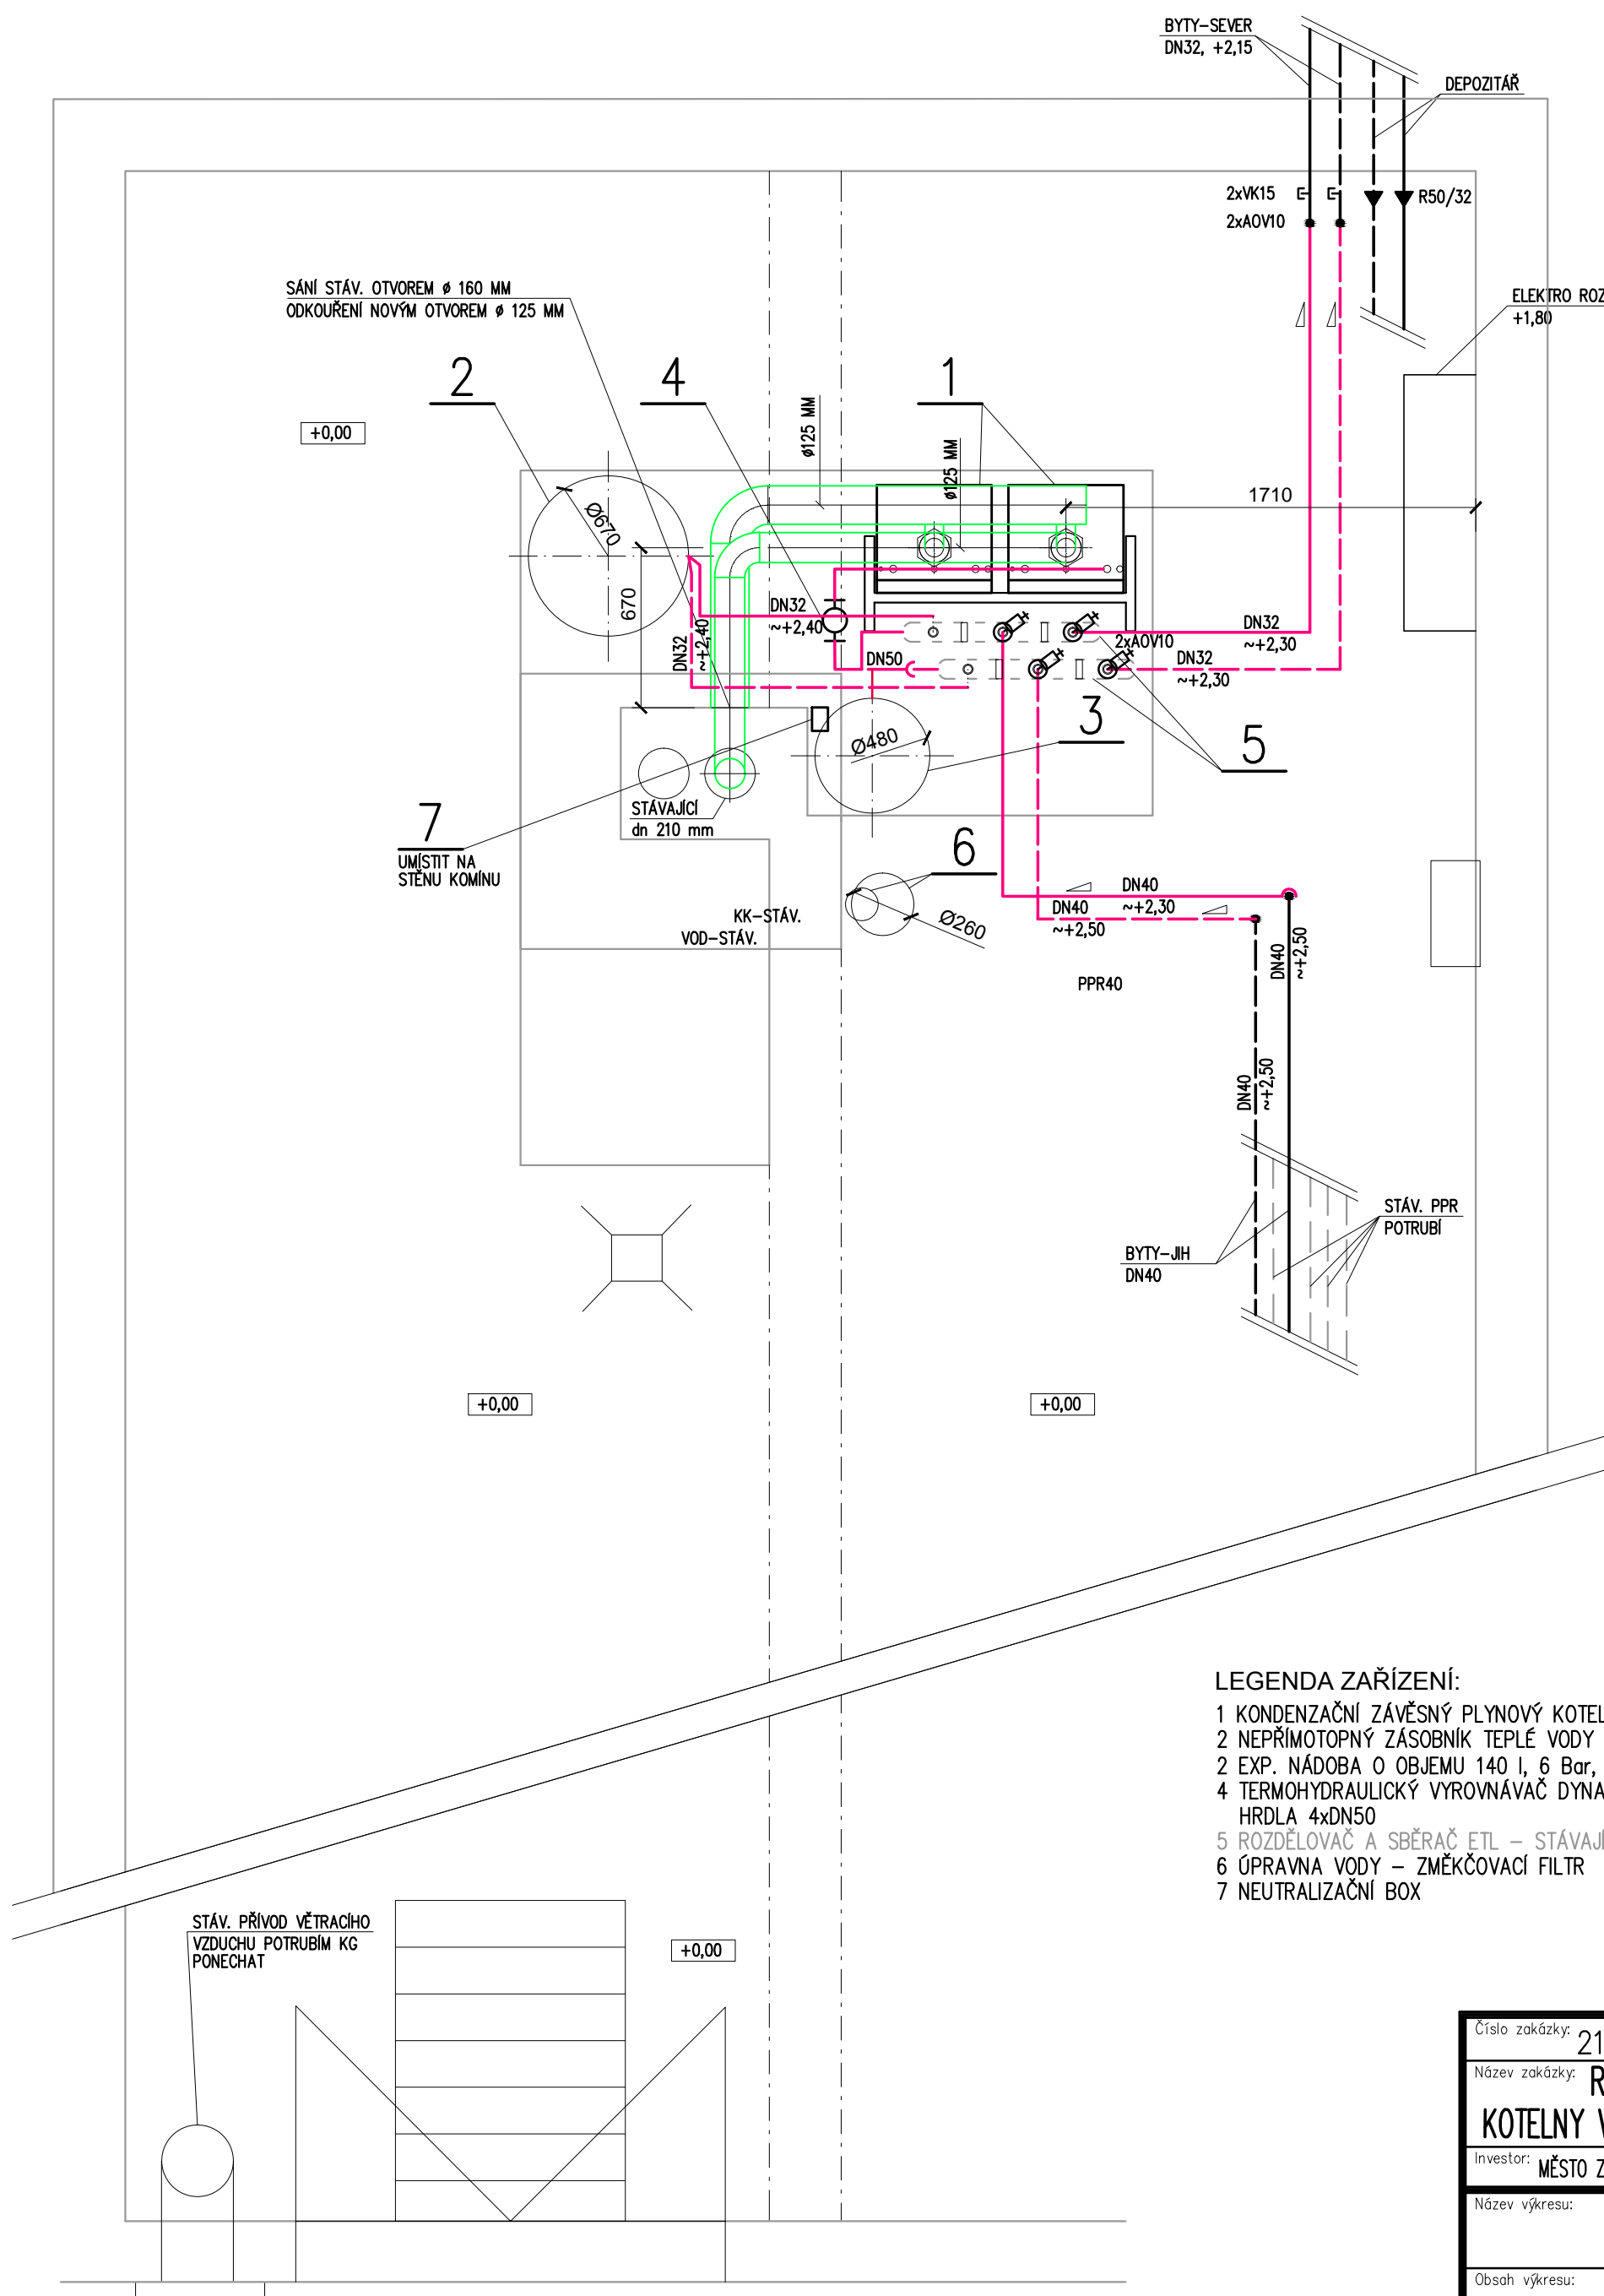 BYTY-SEVER
DN32, +2,15
DEPOZITÁŘ
2xVK15
R50/32
2xAOV10
SÁNÍ STÁV. OTVOREM ø 160 MM
ODKOUŘENÍ NOVÝM OTVOREM ø 125 MM
ELEKTRO ROZ
+1,80
2
4
1
+0,00
ø125 MM
ø125 MM
1710
Ø670
670
DN32
~+2,40
DN32
~+2,40
DN50
2xAOV10
DN32
~+2,30
DN32
~+2,30
3
5
Ø480
7
UMÍSTIT NA
STĚNU KOMÍNU
STÁVAJÍCÍ
dn 210 mm
6
Ø260
KK-STÁV.
VOD-STÁV.
DN40
~+2,30
DN40
~+2,50
DN40
~+2,50
PPR40
DN40
~+2,50
STÁV. PPR
POTRUBÍ
BYTY-JIH
DN40
+0,00
+0,00
LEGENDA ZAŘÍZENÍ:
1 KONDENZAČNÍ ZÁVĚSNÝ PLYNOVÝ KOTEL
2 NEPŘÍMOTOPNÝ ZÁSOBNÍK TEPLÉ VODY
2 EXP. NÁDOBA O OBJEMU 140 l, 6 Bar,
4 TERMOHYDRAULICKÝ VYROVNÁVAČ DYNA
HRDLA 4xDN50
5 ROZDĚLOVAČ A SBĚRAČ ETL – STÁVAJÍ
6 ÚPRAVNA VODY – ZMĚKČOVACÍ FILTR
7 NEUTRALIZAČNÍ BOX
STÁV. PŘÍVOD VĚTRACÍHO
VZDUCHU POTRUBÍM KG
PONECHAT
+0,00
Číslo zakázky: 21
Název zakázky: R
KOTELNY V
Investor: MĚSTO Z
Název výkresu:
Obsah výkresu: